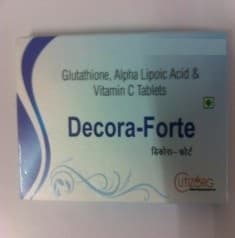 Glutathione, Alpha Lipoic Acid &
Vitamin C Tablets
Decora-Forte
डिकोरा-फोर्ट